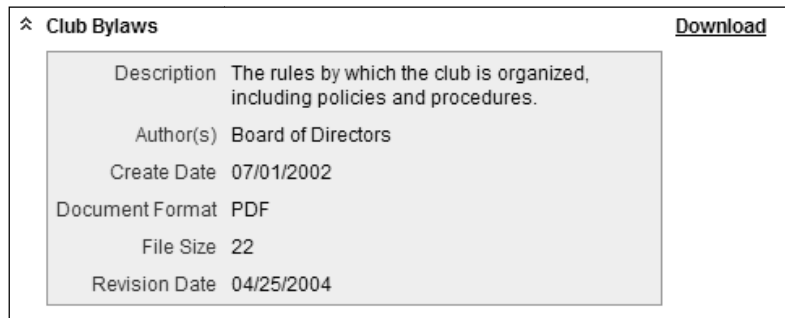 Club Bylaws Download
Description The rules by which the club is organized,
including policies and procedures.
Author(s) Board of Directors
Create Date 07/01/2002
Document Format PDF
File Size 22
Revision Date 04/25/2004